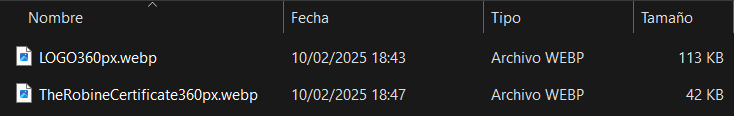 Nombre Fecha Tipo Tamaño
LOGO360px.webp 10/02/2025 18:43 Archivo WEBP 113 KB
TheRobineCertificate360px.webp 10/02/2025 18:47 Archivo WEBP 42 KB